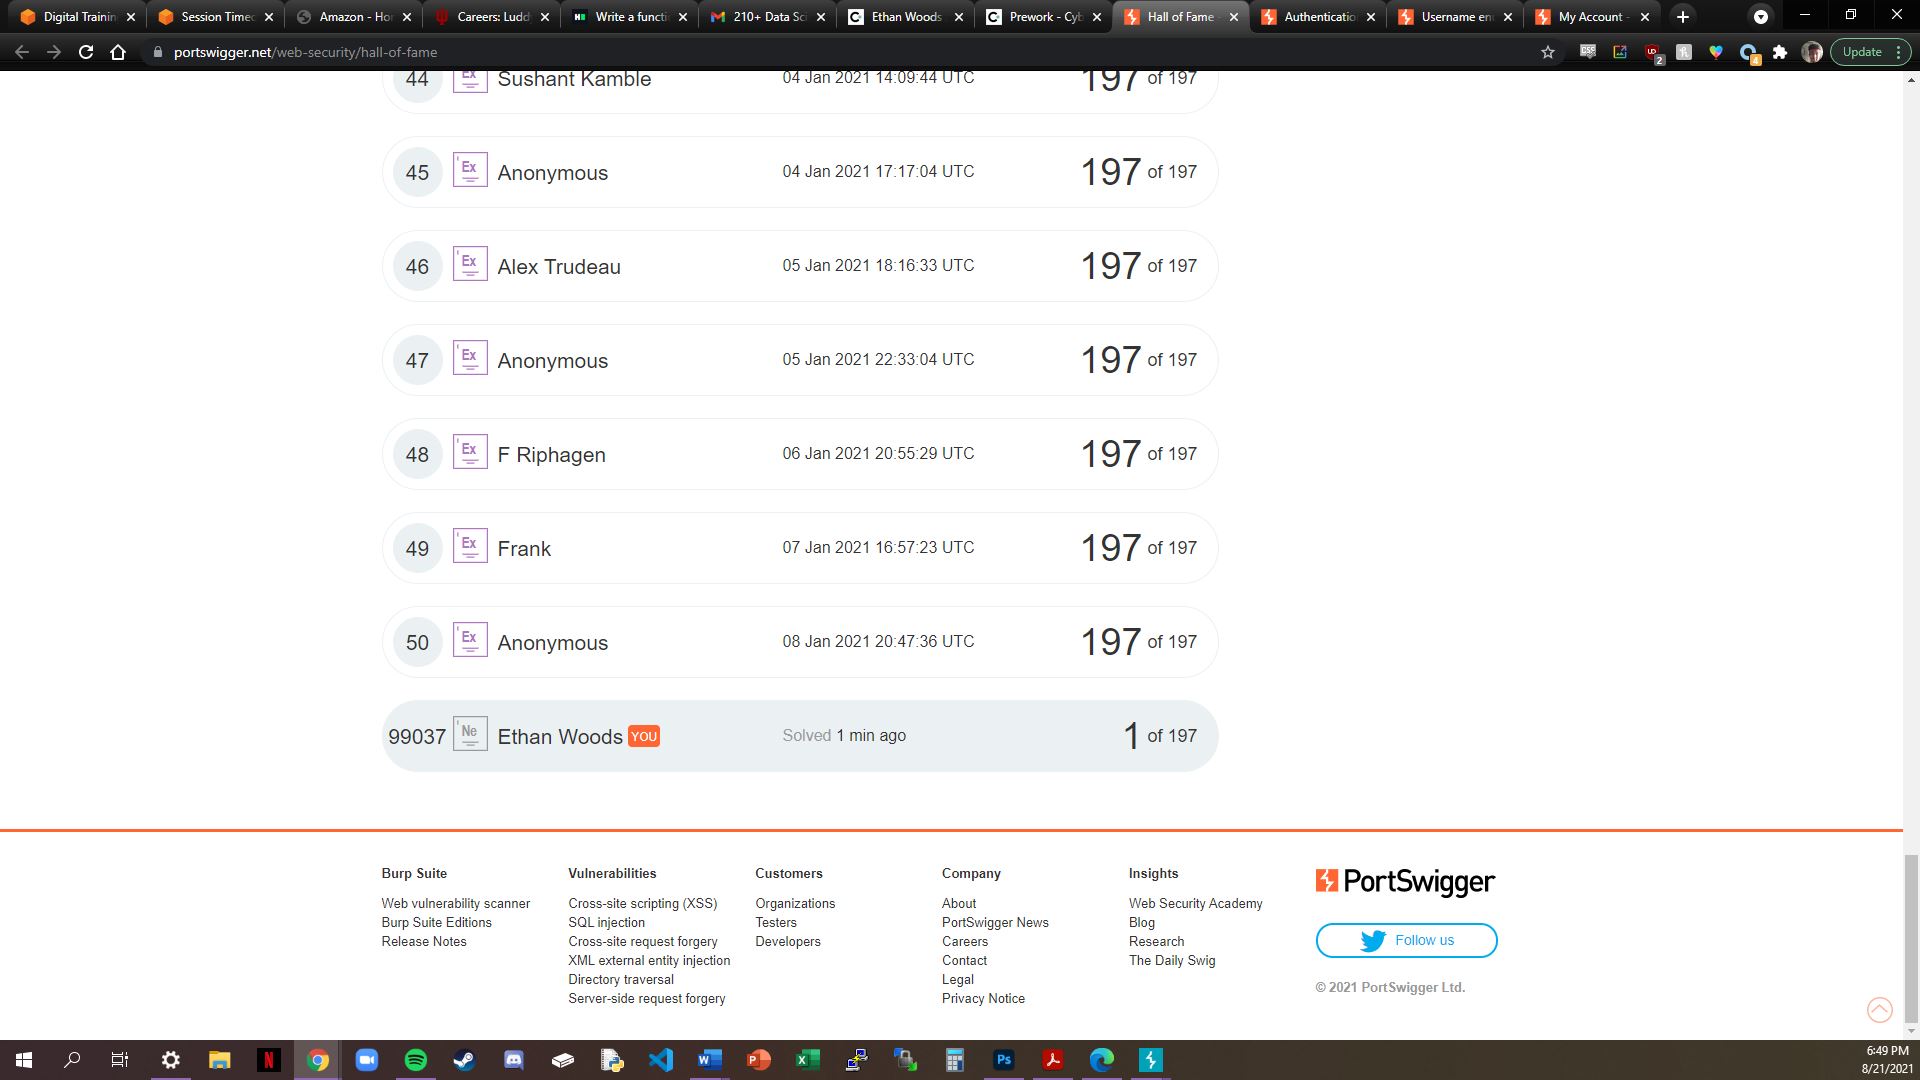 Digital Training
Session Timeo
Amazon - Ho
Careers: Ludd
Write a functi
210+ Data Sc
Ethan Woods
Prework - Cyb
Hall of Fame -
Authenticatio
Username en
My Account -
portswigger.net/web-security/hall-of-fame
Update
44 Ex Sushant Kamble 04 Jan 2021 14:09:44 UTC 197 of 197
45 Ex Anonymous 04 Jan 2021 17:17:04 UTC 197 of 197
46 Ex Alex Trudeau 05 Jan 2021 18:16:33 UTC 197 of 197
47 Ex Anonymous 05 Jan 2021 22:33:04 UTC 197 of 197
48 Ex F Riphagen 06 Jan 2021 20:55:29 UTC 197 of 197
49 Ex Frank 07 Jan 2021 16:57:23 UTC 197 of 197
50 Ex Anonymous 08 Jan 2021 20:47:36 UTC 197 of 197
99037 Ne Ethan Woods YOU Solved 1 min ago 1 of 197
Burp Suite
Web vulnerability scanner
Burp Suite Editions
Release Notes
Vulnerabilities
Cross-site scripting (XSS)
SQL injection
Cross-site request forgery
XML external entity injection
Directory traversal
Server-side request forgery
Customers
Organizations
Testers
Developers
Company
About
PortSwigger News
Careers
Contact
Legal
Privacy Notice
Insights
Web Security Academy
Blog
Research
The Daily Swig
PortSwigger
Follow us
© 2021 PortSwigger Ltd.
6:49 PM
8/21/2021